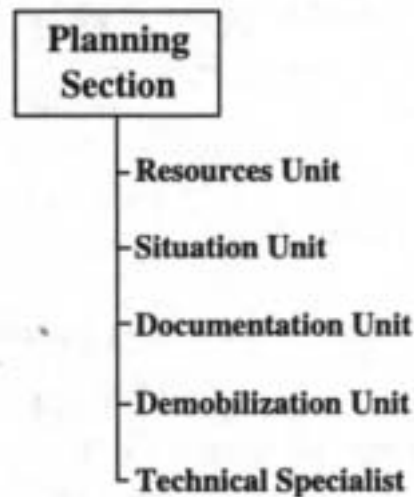 Planning
Section
Resources Unit
Situation Unit
Documentation Unit
Demobilization Unit
Technical Specialist